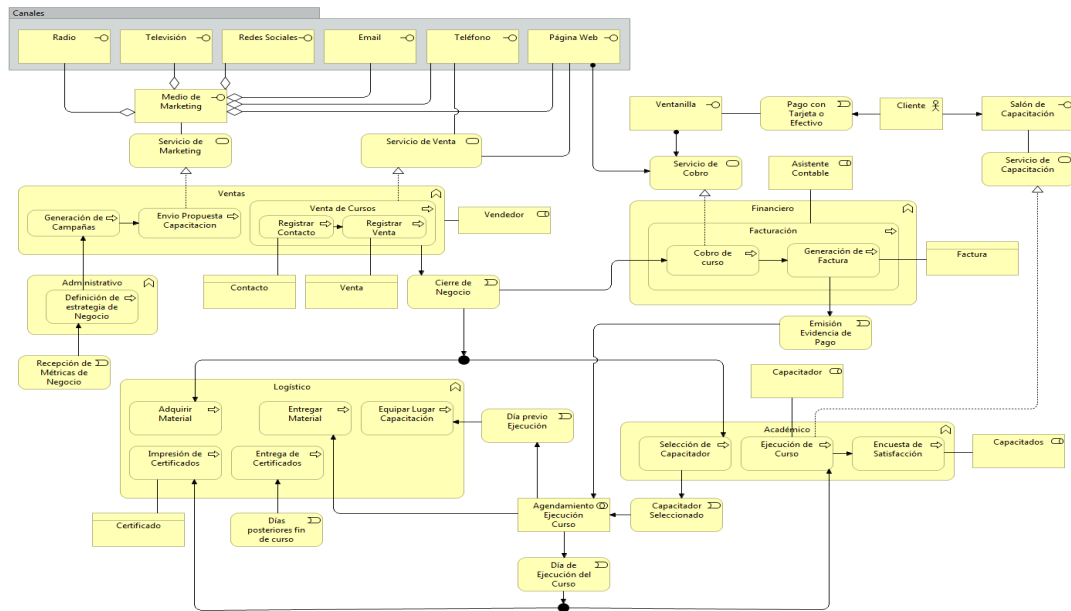 Canales
Radio
Televisión
Redes Sociales
Email
Teléfono
Página Web
Medio de
Marketing
Ventanilla
Pago con
Tarjeta o
Efectivo
Cliente
Salón de
Capacitación
Servicio de
Marketing
Servicio de Venta
Servicio de
Cobro
Asistente
Contable
Servicio de
Capacitación
Ventas
Generación de
Campañas
Envio Propuesta
Capacitacion
Venta de Cursos
Registrar
Contacto
Registrar
Venta
Vendedor
Financiero
Facturación
Cobro de
curso
Generación de
Factura
Factura
Administrativo
Definición de
estrategia de
Negocio
Contacto
Venta
Cierre de
Negocio
Emisión
Evidencia de
Pago
Recepción de
Métricas de
Negocio
Logístico
Adquirir
Material
Entregar
Material
Equipar Lugar
Capacitación
Día previo
Ejecución
Capacitador
Académico
Selección de
Capacitador
Ejecución de
Curso
Encuesta de
Satisfacción
Capacitados
Impresión de
Certificados
Entrega de
Certificados
Certificado
Días
posteriores fin
de curso
Agendamiento
Ejecución
Curso
Capacitador
Seleccionado
Día de
Ejecución del
Curso